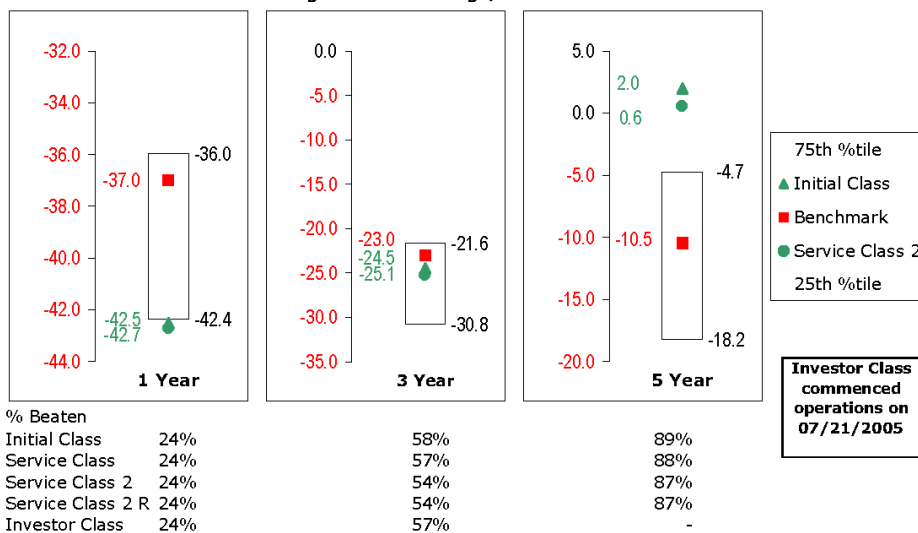 -32.0
-34.0
-36.0
-38.0
-40.0
-42.0
-44.0
-36.0
-37.0
-42.5
-42.7
-42.4
1 Year
0.0
-5.0
-10.0
-15.0
-20.0
-25.0
-30.0
-35.0
-23.0
-24.5
-25.1
-21.6
-30.8
3 Year
5.0
0.0
-5.0
-10.0
-15.0
-20.0
2.0
0.6
-4.7
-10.5
-18.2
5 Year
75th %tile
Initial Class
Benchmark
Service Class 2
25th %tile
Investor Class
commenced
operations on
07/21/2005
% Beaten
Initial Class 24% 58% 89%
Service Class 24% 57% 88%
Service Class 2 24% 54% 87%
Service Class 2 R 24% 54% 87%
Investor Class 24% 57% -